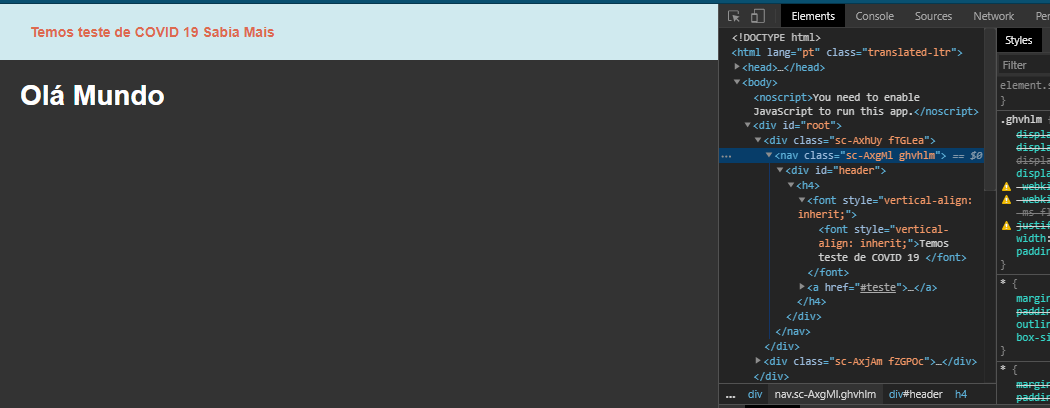 Temos teste de COVID 19 Sabia Mais
Olá Mundo
Elements Console Sources Network
<!DOCTYPE html>
<html lang="pt" class="translated-ltr">
<head>…</head>
<body>
<noscript>You need to enable
JavaScript to run this app.</noscript>
<div id="root">
<div class="sc-AxhUy fTGLea">
… <nav class="sc-AxgMl ghvhlm"> == $0
<div id="header">
<h4>
<font style="vertical-align:
inherit;">
<font style="vertical-
align: inherit;">Temos
teste de COVID 19 </font>
</font>
<a href="#teste">…</a>
</h4>
</div>
</nav>
</div>
<div class="sc-AxjAm fZGPOc">…</div>
</div>
… div nav.sc-AxgMl.ghvhlm div#header h4
Styles
Filter
element.s
}
.ghvhlm {
displa
displa
displa
displa
-webki
-webki
-ms-fl
justif
width:
paddin
}
* {
margin
paddin
outlin
box-si
}
* {
margin
paddin